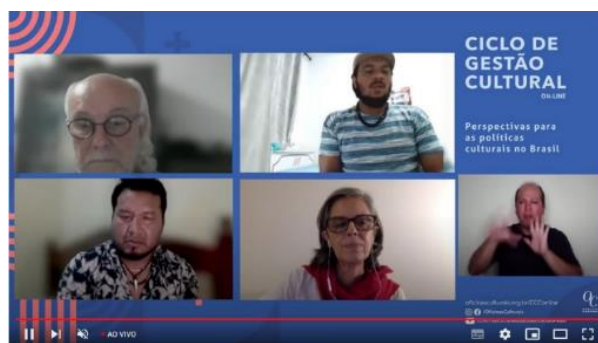 CICLO DE
GESTÃO
CULTURAL
ON-LINE
Perspectivas para
as políticas
culturais no Brasil
AO VIVO